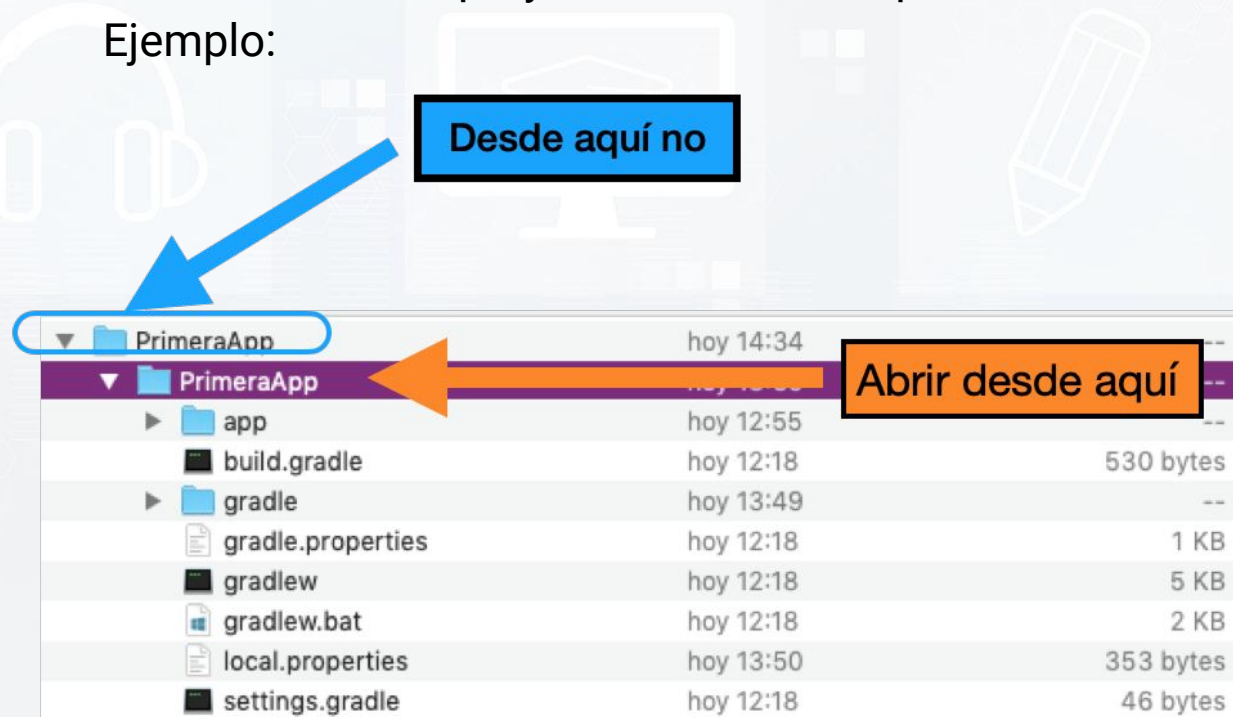 Ejemplo:
Desde aquí no
PrimeraApp hoy 14:34 --
PrimeraApp Abrir desde aquí --
app hoy 12:55 --
build.gradle hoy 12:18 530 bytes
gradle hoy 13:49 --
gradle.properties hoy 12:18 1 KB
gradlew hoy 12:18 5 KB
gradlew.bat hoy 12:18 2 KB
local.properties hoy 13:50 353 bytes
settings.gradle hoy 12:18 46 bytes